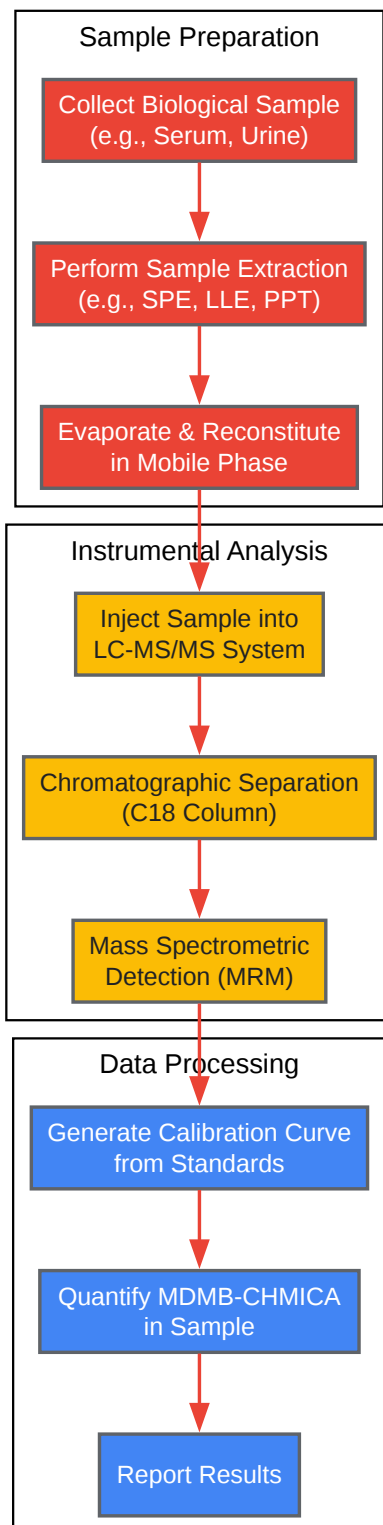 Sample Preparation
Collect Biological Sample
(e.g., Serum, Urine)
Perform Sample Extraction
(e.g., SPE, LLE, PPT)
Evaporate & Reconstitute
in Mobile Phase
Instrumental Analysis
Inject Sample into
LC-MS/MS System
Chromatographic Separation
(C18 Column)
Mass Spectrometric
Detection (MRM)
Data Processing
Generate Calibration Curve
from Standards
Quantify MDMB-CHMICA
in Sample
Report Results